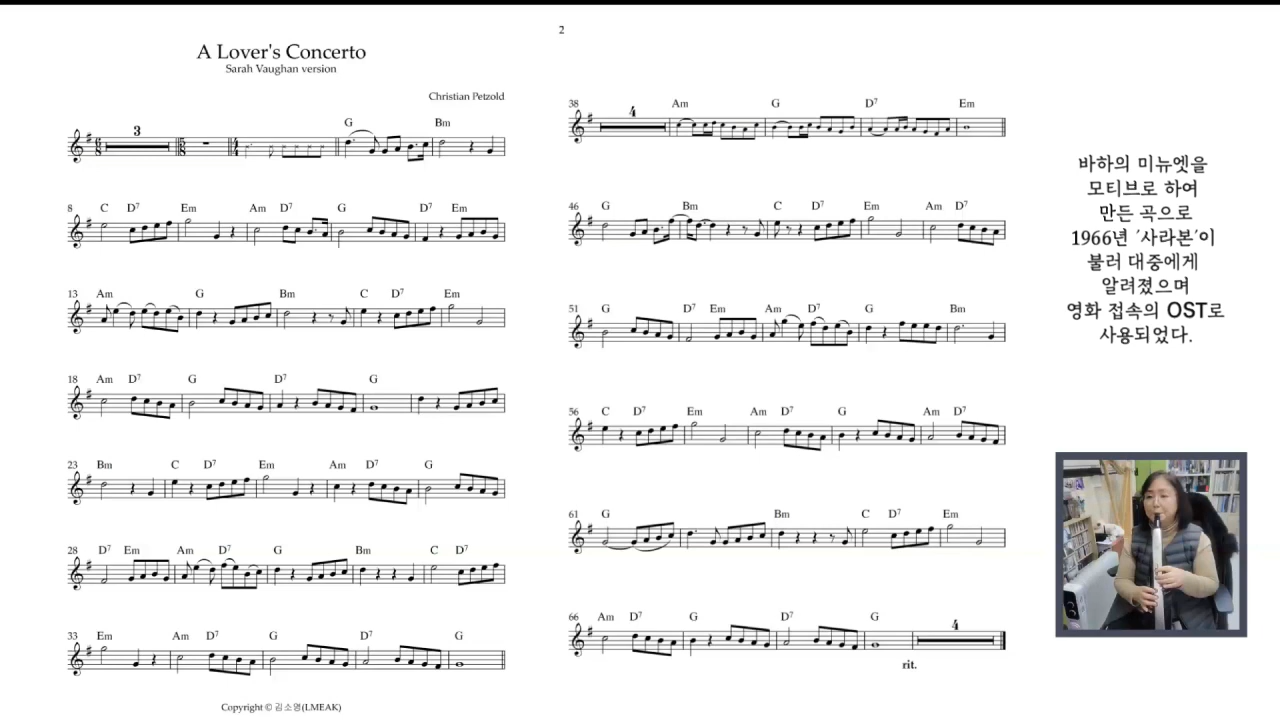 A Lover's Concerto
Sarah Vaughan version
Christian Petzold
3
G Bm
8 C D7 Em Am D7 G D7 Em
13 Am G Bm C D7 Em
18 Am D7 G D7 G
23 Bm C D7 Em Am D7 G
28 D7 Em Am D7 G Bm C D7
33 Em Am D7 G D7 G
Copyright © 김소영(LMEAK)
2
38 4 Am G D7 Em
46 G Bm C D7 Em Am D7
51 G D7 Em Am D7 G Bm
56 C D7 Em Am D7 G Am D7
61 G Bm C D7 Em
66 Am D7 G D7 G 4
rit.
바하의 미뉴엣을
모티브로 하여
만든 곡으로
1966년 '사라본'이
불러 대중에게
알려졌으며
영화 접속의 OST로
사용되었다.